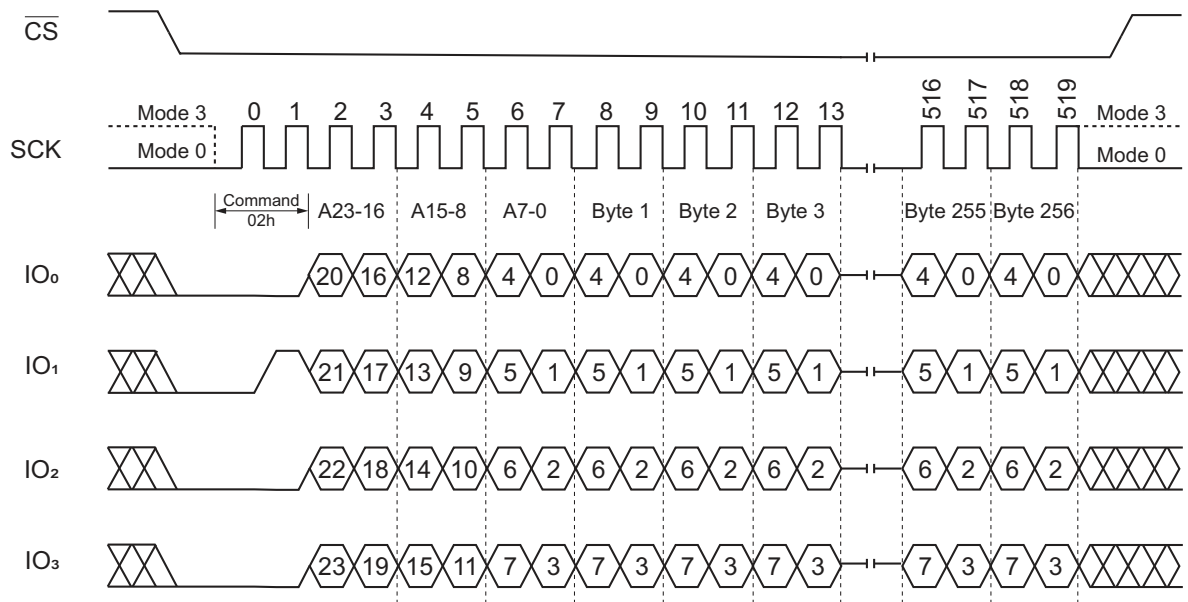 CS
516 517 518 519
0 1 2 3 4 5 6 7 8 9 10 11 12 13
Mode 3 Mode 3
SCK
Mode 0 Mode 0
Command
02h
A23-16 A15-8 A7-0 Byte 1 Byte 2 Byte 3 Byte 255 Byte 256
IO₀ 20 16 12 8 4 0 4 0 4 0 4 0 4 0 4 0
IO₁ 21 17 13 9 5 1 5 1 5 1 5 1 5 1 5 1
IO₂ 22 18 14 10 6 2 6 2 6 2 6 2 6 2 6 2
IO₃ 23 19 15 11 7 3 7 3 7 3 7 3 7 3 7 3